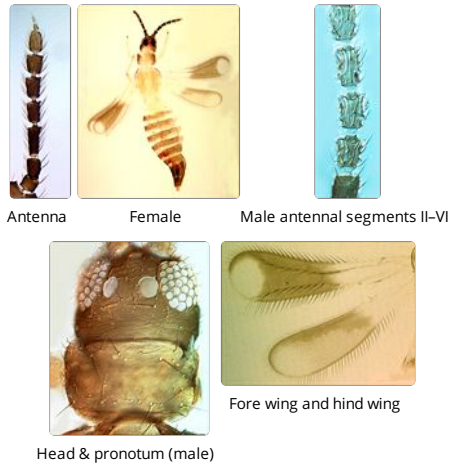 Antenna
Female
Male antennal segments II–VI
Fore wing and hind wing
Head & pronotum (male)